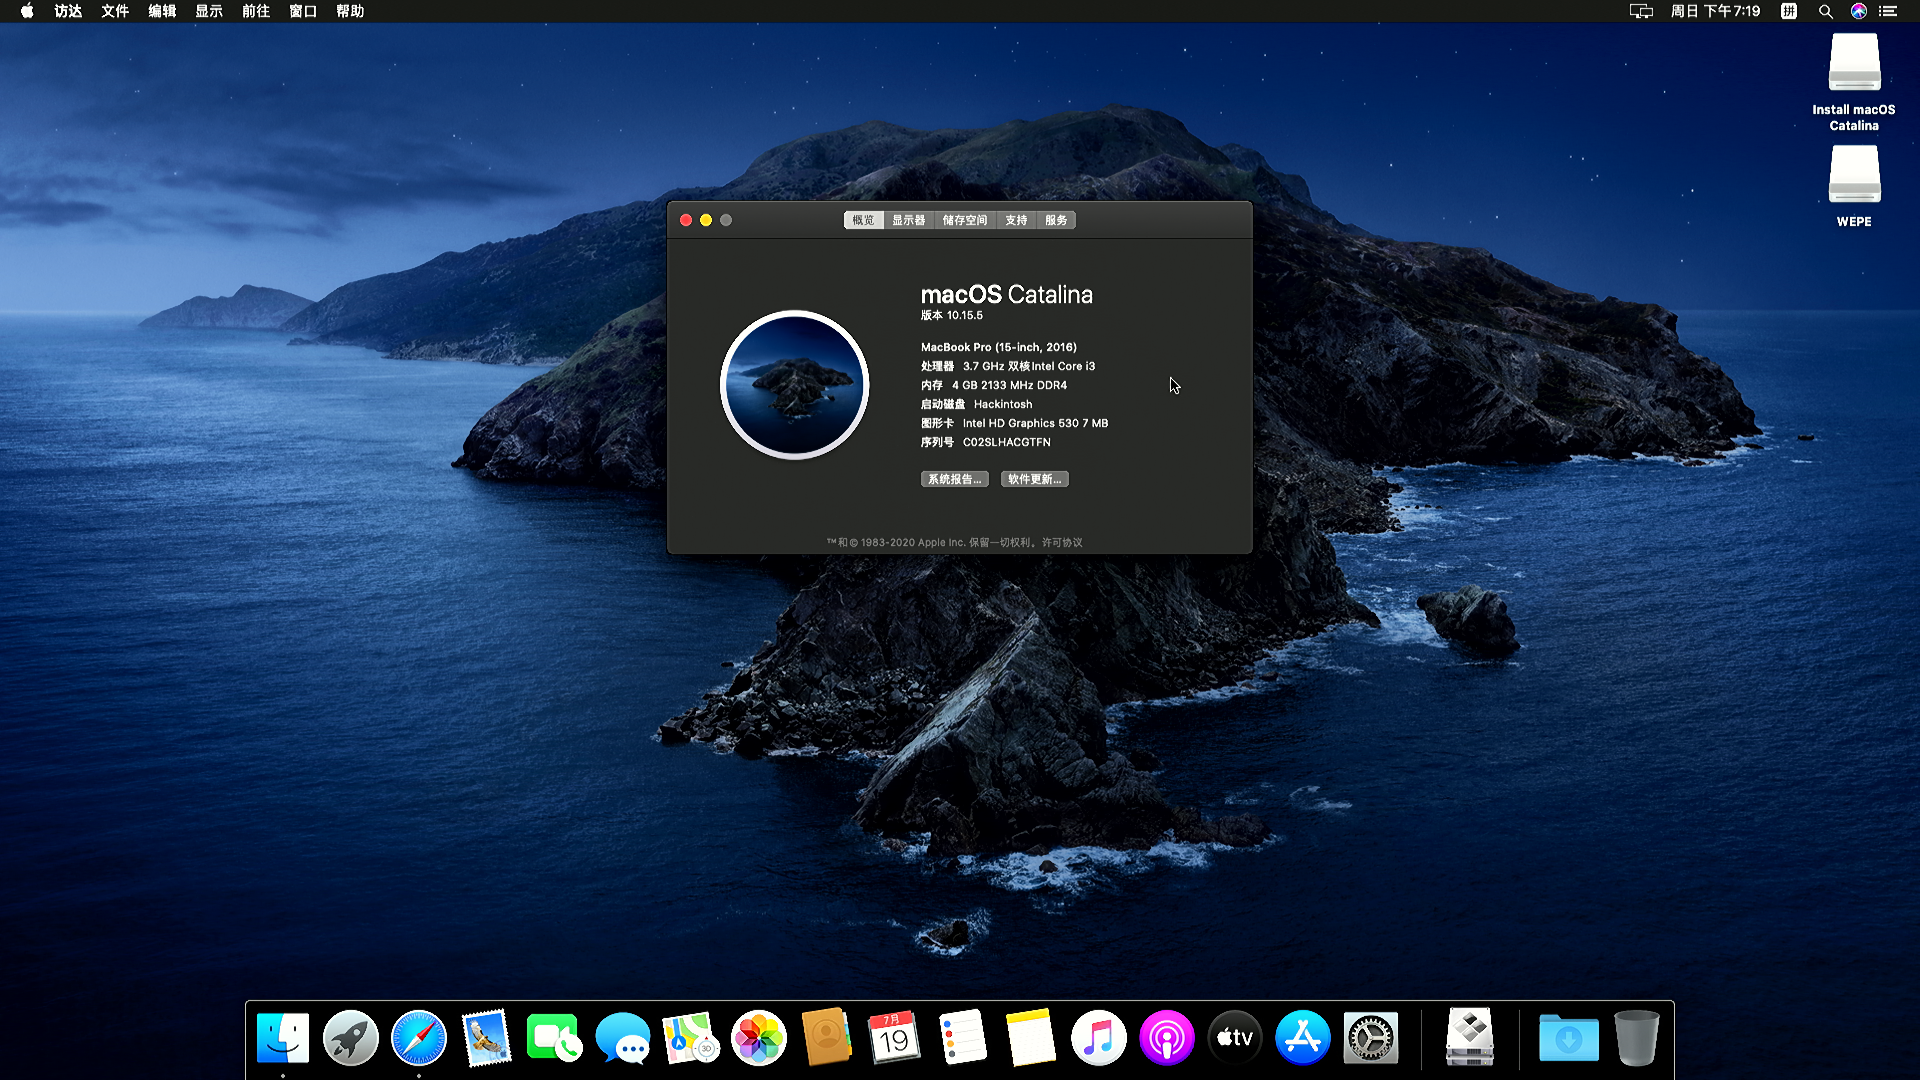 访达 文件 编辑 显示 前往 窗口 帮助
周日 下午7:19 拼
Install macOS
Catalina
WEPE
概览 显示器 储存空间 支持 服务
macOS Catalina
版本 10.15.5
MacBook Pro (15-inch, 2016)
处理器 3.7 GHz 双核Intel Core i3
内存 4 GB 2133 MHz DDR4
启动磁盘 Hackintosh
图形卡 Intel HD Graphics 530 7 MB
序列号 C02SLHACGTFN
系统报告... 软件更新...
™和© 1983-2020 Apple Inc. 保留一切权利。许可协议
7月
19
tv